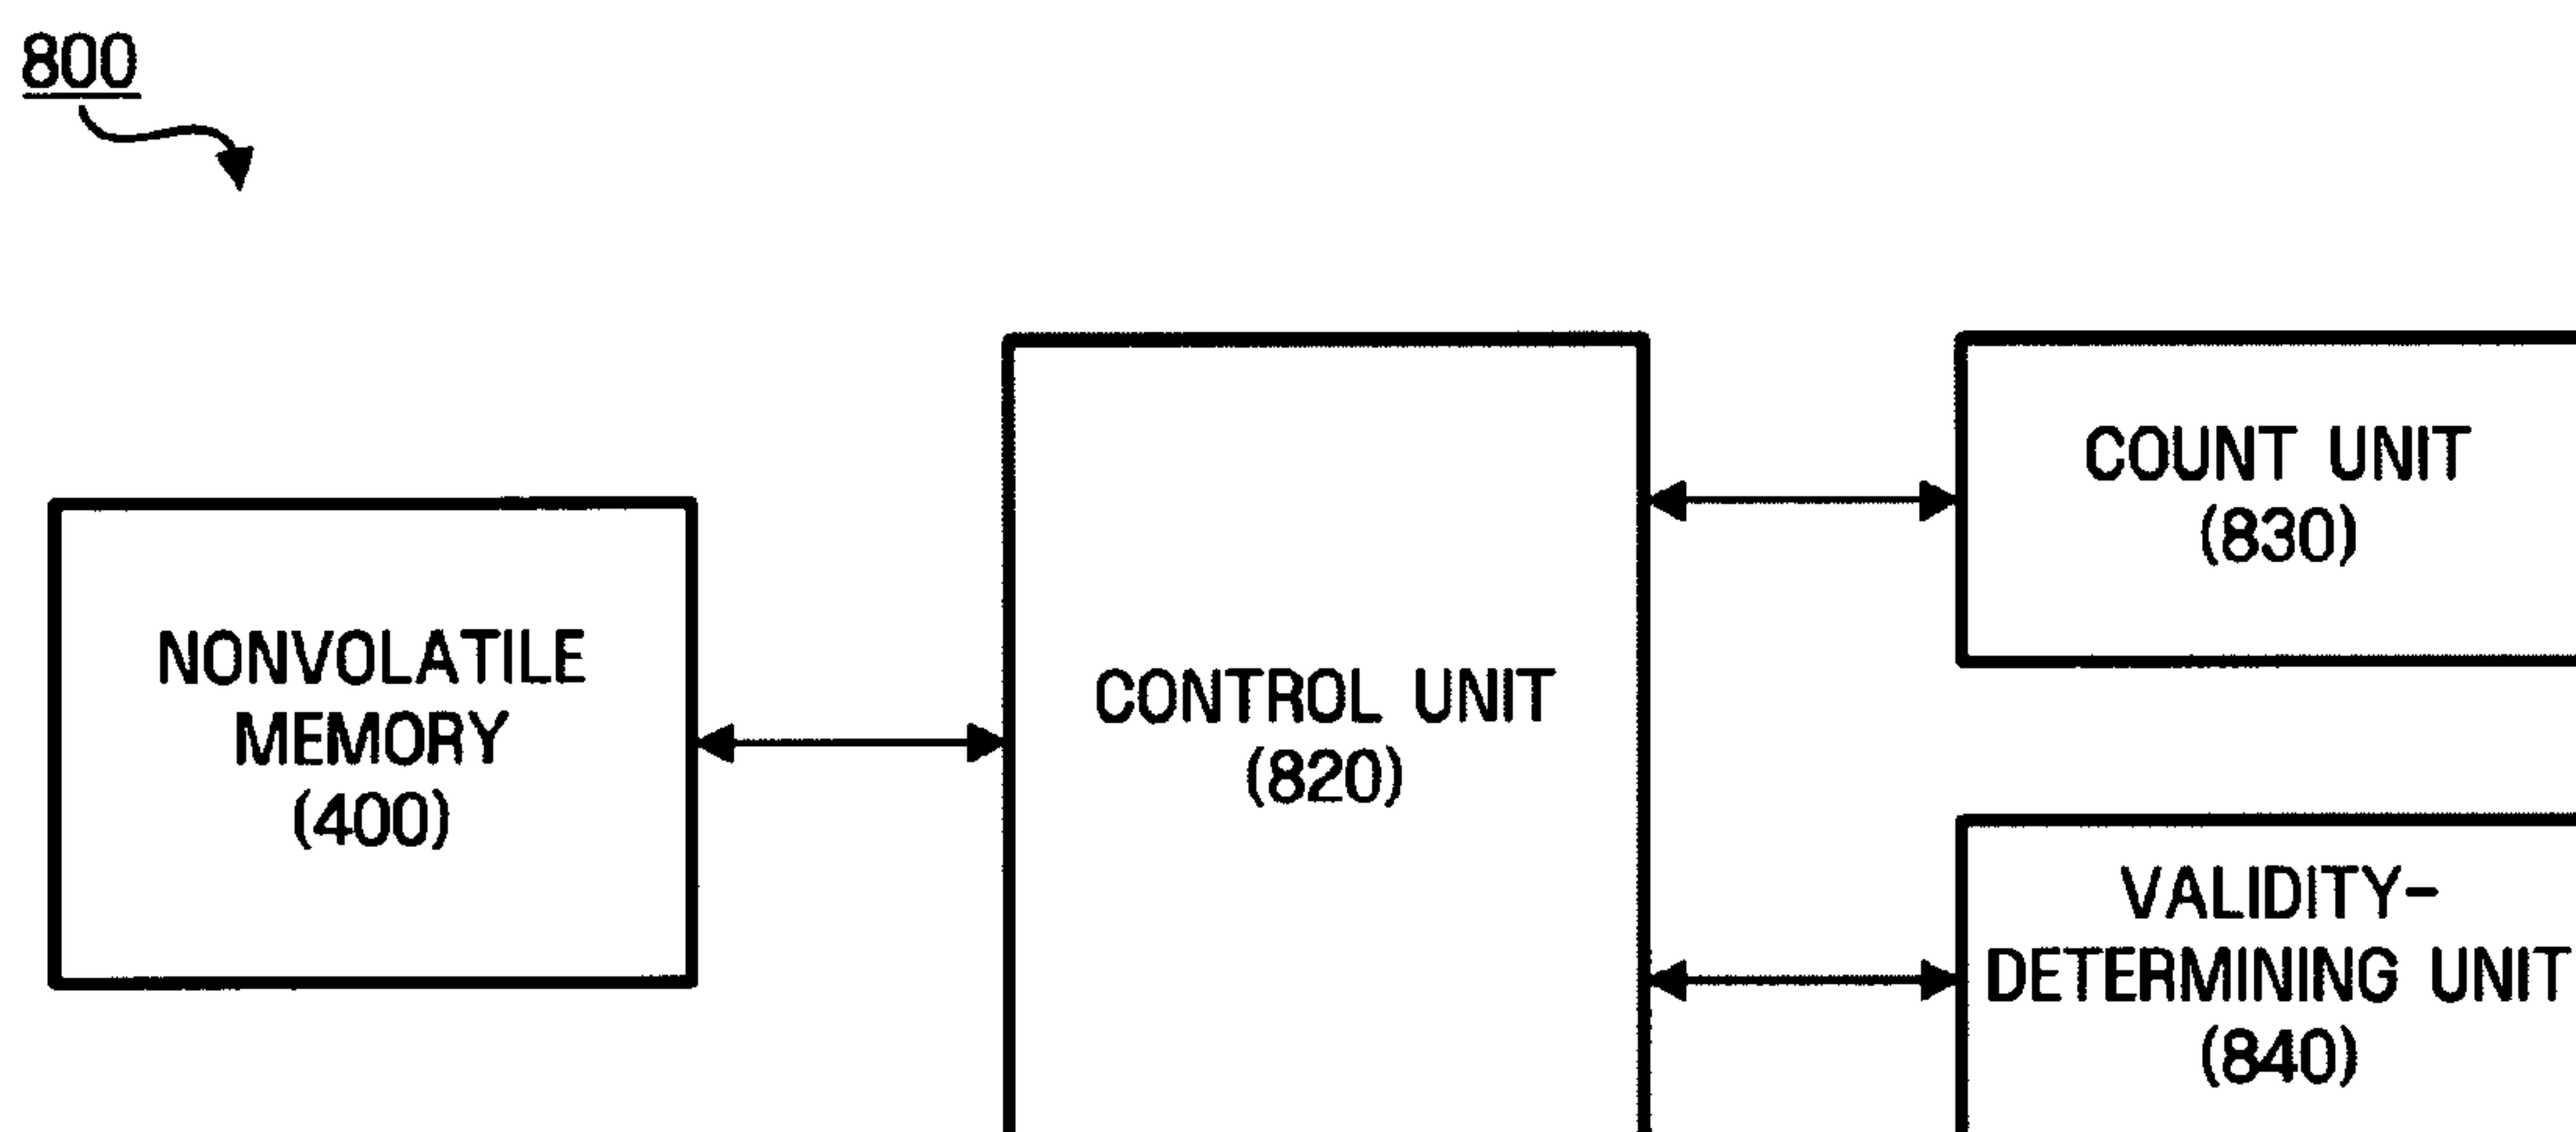 800
NONVOLATILE
MEMORY
(400)
CONTROL UNIT
(820)
COUNT UNIT
(830)
VALIDITY-
DETERMINING UNIT
(840)